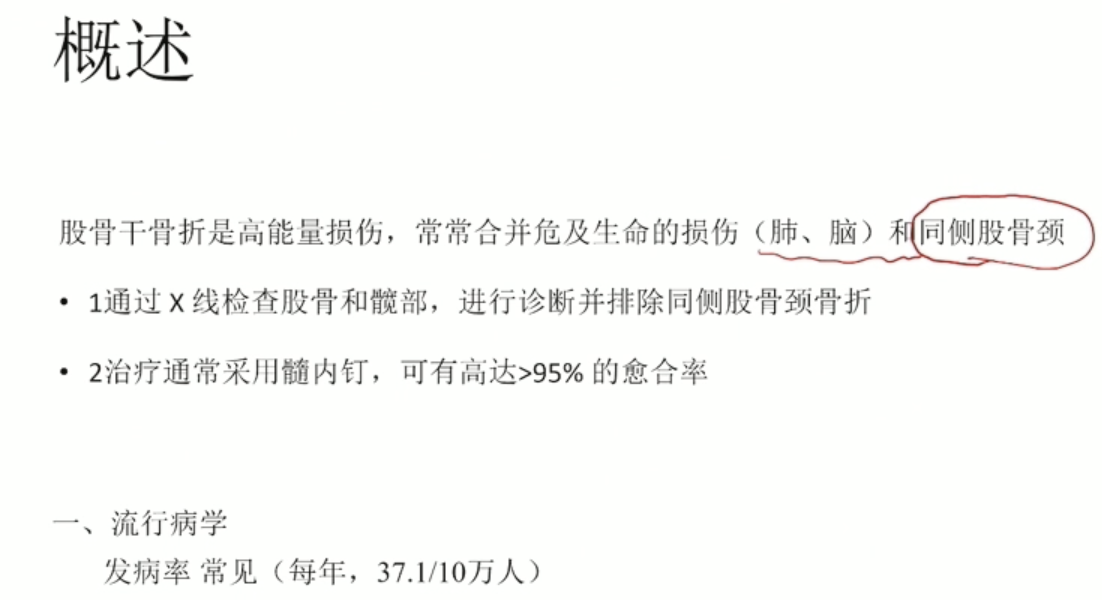 概述
股骨干骨折是高能量损伤，常常合并危及生命的损伤（肺、脑）和同侧股骨颈
• 1通过 X 线检查股骨和髋部，进行诊断并排除同侧股骨颈骨折
• 2治疗通常采用髓内钉，可有高达>95% 的愈合率
一、流行病学
发病率 常见（每年，37.1/10万人）